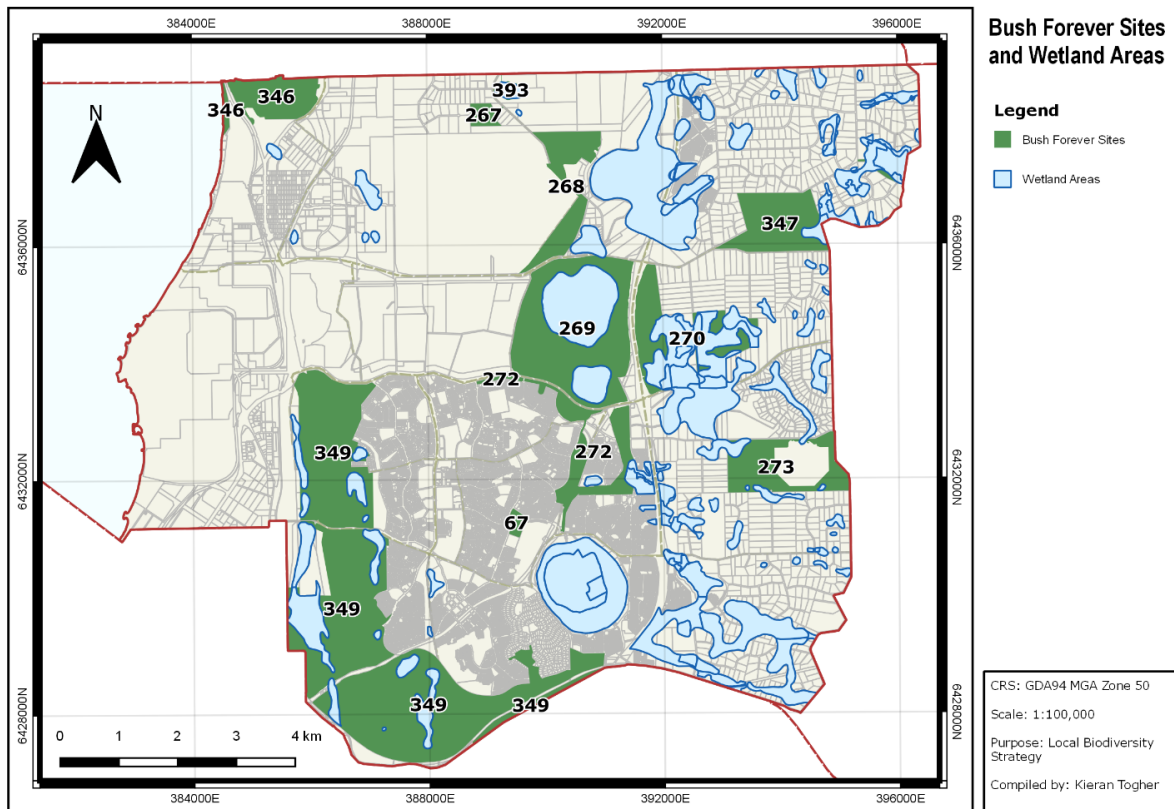 384000E 388000E 392000E 396000E
Bush Forever Sites
and Wetland Areas
Legend
Bush Forever Sites
Wetland Areas
N
346
346
393
267
268
347
6436000N
6436000N
269
270
272
272
349
273
6432000N
6432000N
67
349
349
349
6428000N
6428000N
0 1 2 3 4 km
384000E 388000E 392000E 396000E
CRS: GDA94 MGA Zone 50
Scale: 1:100,000
Purpose: Local Biodiversity
Strategy
Compiled by: Kieran Togher